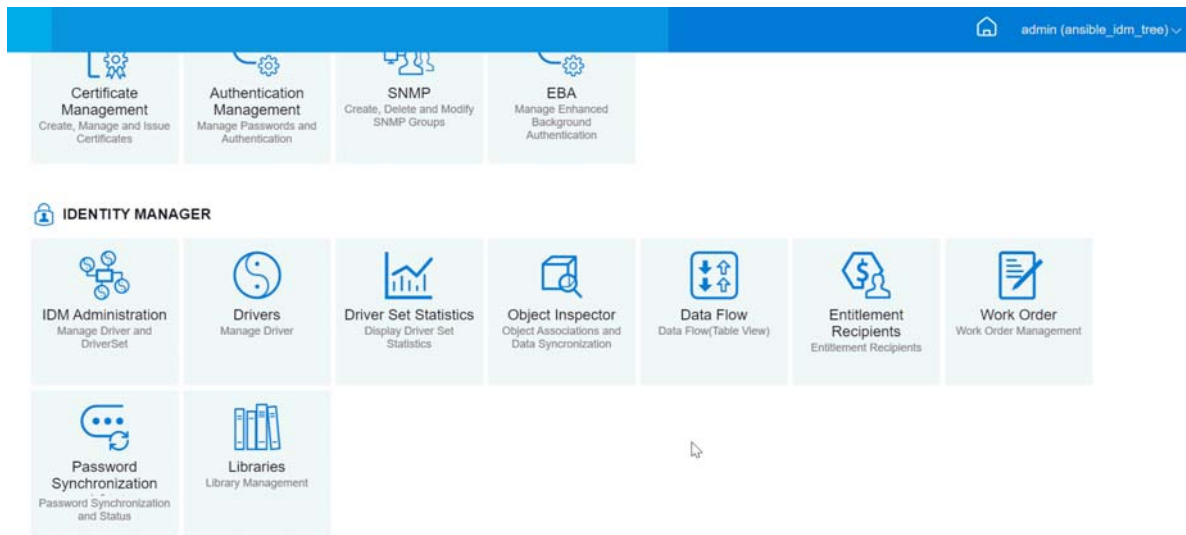 admin (ansible_idm_tree)
Certificate
Management
Create, Manage and Issue
Certificates
Authentication
Management
Manage Passwords and
Authentication
SNMP
Create, Delete and Modify
SNMP Groups
EBA
Manage Enhanced
Background
Authentication
IDENTITY MANAGER
IDM Administration
Manage Driver and
DriverSet
Drivers
Manage Driver
Driver Set Statistics
Display Driver Set
Statistics
Object Inspector
Object Associations and
Data Syncronization
Data Flow
Data Flow(Table View)
Entitlement
Recipients
Entitlement Recipients
Work Order
Work Order Management
Password
Synchronization
Password Synchronization
and Status
Libraries
Library Management